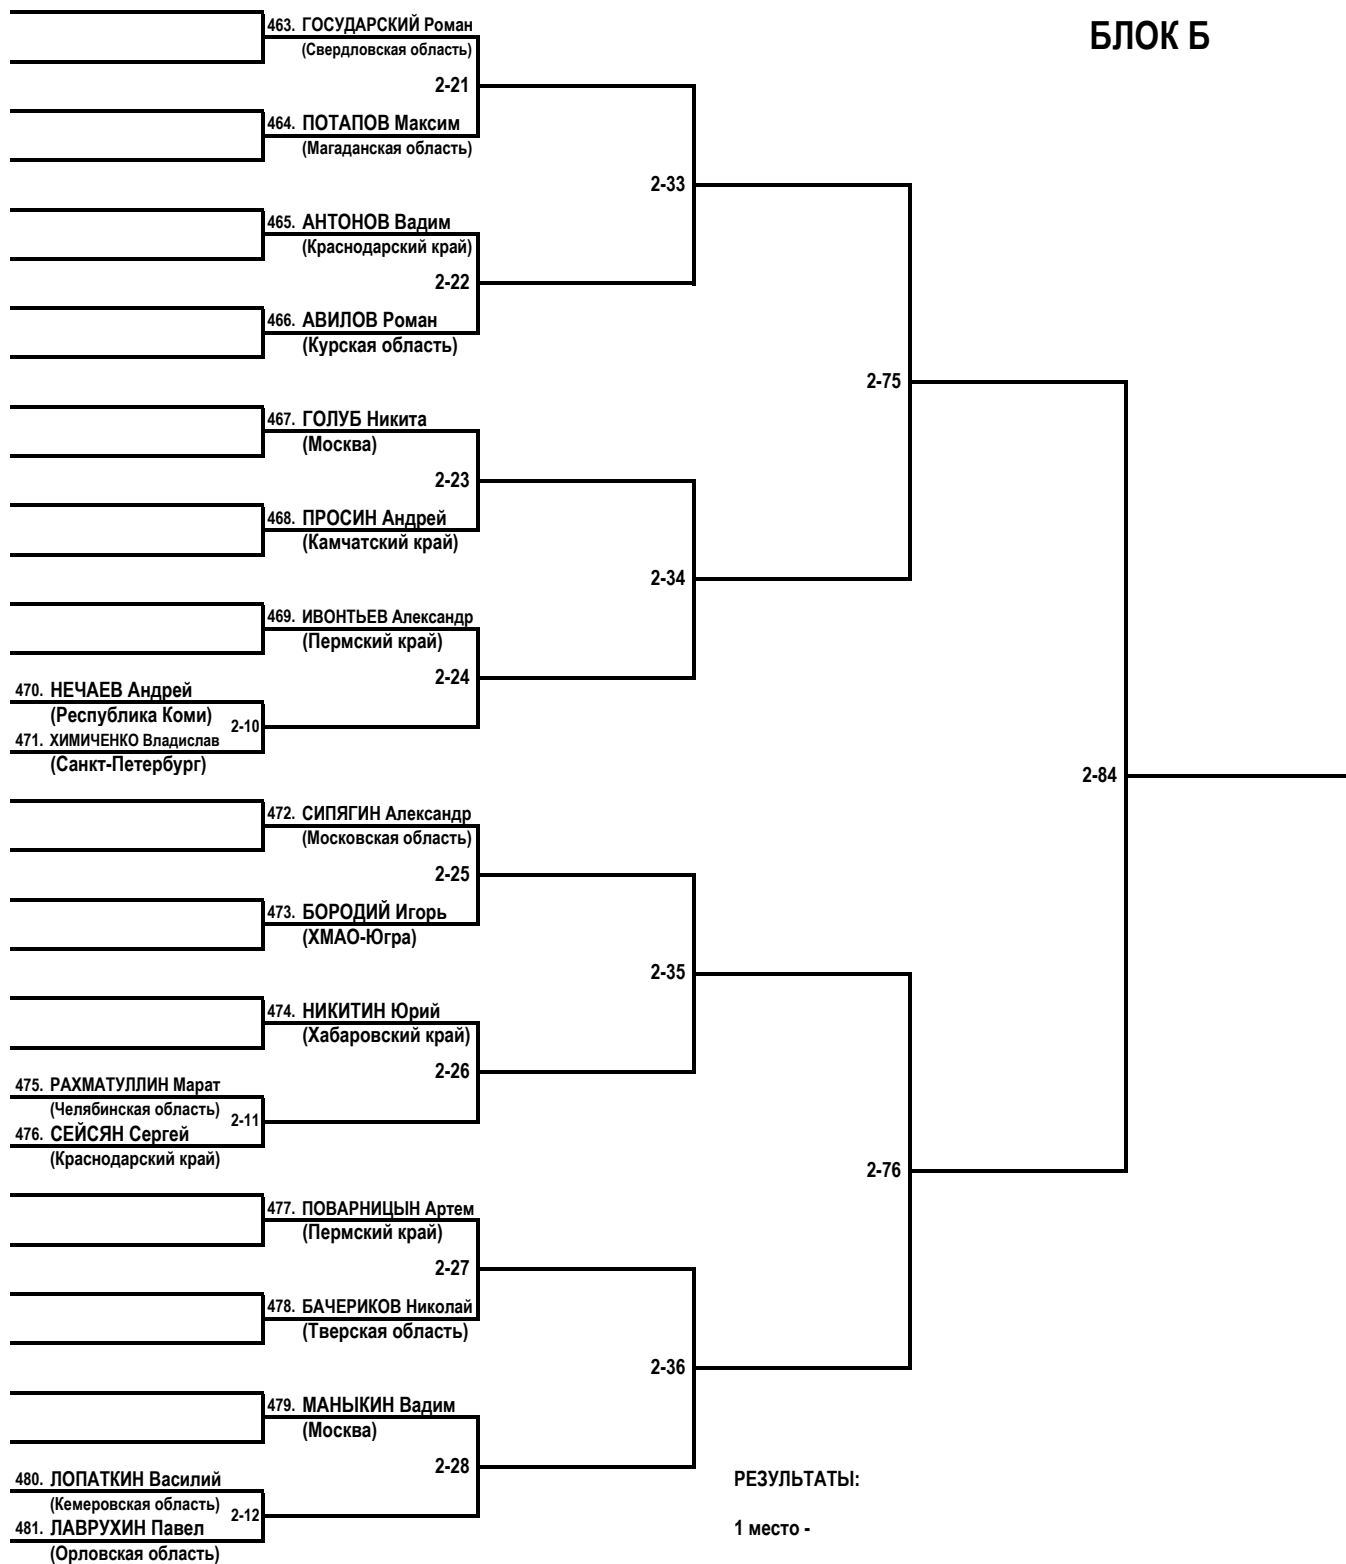 БЛОК Б
463. ГОСУДАРСКИЙ Роман
(Свердловская область)
2-21
464. ПОТАПОВ Максим
(Магаданская область)
2-33
465. АНТОНОВ Вадим
(Краснодарский край)
2-22
466. АВИЛОВ Роман
(Курская область)
2-75
467. ГОЛУБ Никита
(Москва)
2-23
468. ПРОСИН Андрей
(Камчатский край)
2-34
469. ИВОНТЬЕВ Александр
(Пермский край)
2-24
470. НЕЧАЕВ Андрей
(Республика Коми)
2-10
471. ХИМИЧЕНКО Владислав
(Санкт-Петербург)
2-84
472. СИПЯГИН Александр
(Московская область)
2-25
473. БОРОДИЙ Игорь
(ХМАО-Югра)
2-35
474. НИКИТИН Юрий
(Хабаровский край)
2-26
475. РАХМАТУЛЛИН Марат
(Челябинская область)
2-11
476. СЕЙСЯН Сергей
(Краснодарский край)
2-76
477. ПОВАРНИЦЫН Артем
(Пермский край)
2-27
478. БАЧЕРИКОВ Николай
(Тверская область)
2-36
479. МАНЫКИН Вадим
(Москва)
2-28
480. ЛОПАТКИН Василий
(Кемеровская область)
2-12
481. ЛАВРУХИН Павел
(Орловская область)
РЕЗУЛЬТАТЫ:
1 место -